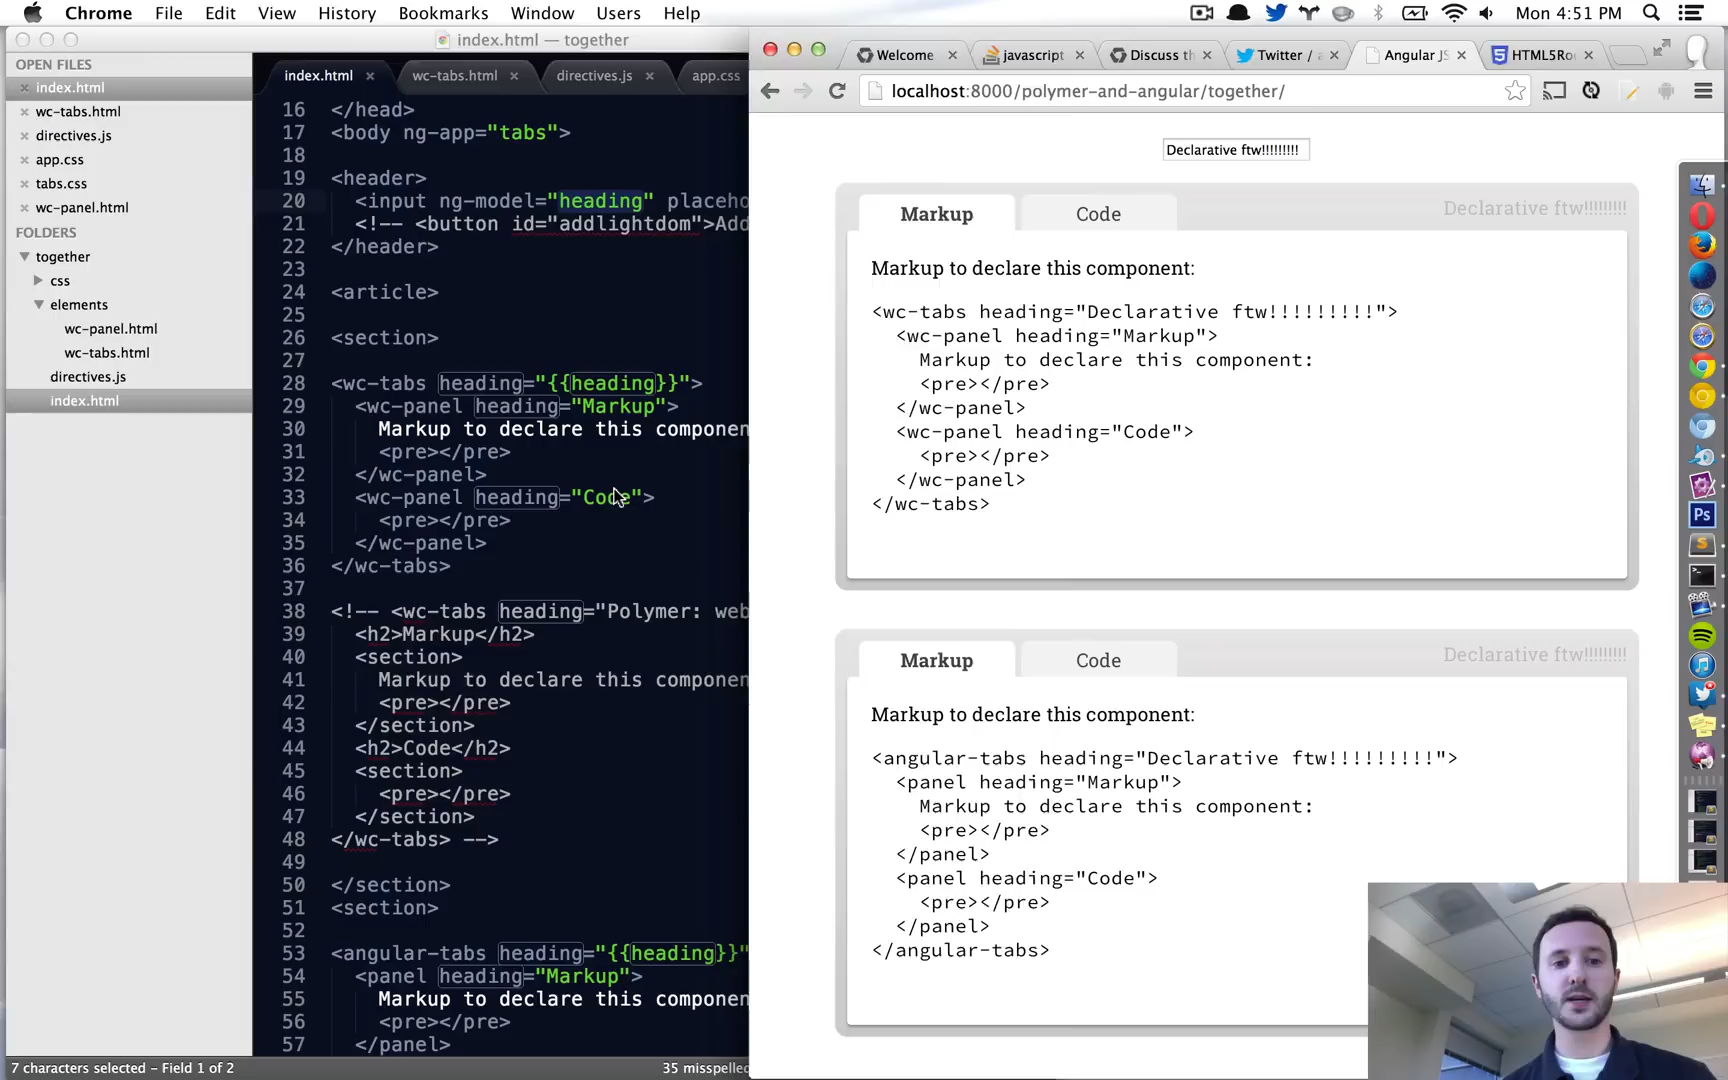 Chrome File Edit View History Bookmarks Window Users Help
Mon 4:51 PM
index.html — together
OPEN FILES
index.html
wc-tabs.html
directives.js
app.css
tabs.css
wc-panel.html
FOLDERS
together
css
elements
wc-panel.html
wc-tabs.html
directives.js
index.html
index.html wc-tabs.html directives.js app.css
16 </head>
17 <body ng-app="tabs">
18
19 <header>
20 <input ng-model="heading" placeho
21 <!-- <button id="addlightdom">Add
22 </header>
23
24 <article>
25
26 <section>
27
28 <wc-tabs heading="{{heading}}">
29 <wc-panel heading="Markup">
30 Markup to declare this componen
31 <pre></pre>
32 </wc-panel>
33 <wc-panel heading="Code">
34 <pre></pre>
35 </wc-panel>
36 </wc-tabs>
37
38 <!-- <wc-tabs heading="Polymer: web
39 <h2>Markup</h2>
40 <section>
41 Markup to declare this componen
42 <pre></pre>
43 </section>
44 <h2>Code</h2>
45 <section>
46 <pre></pre>
47 </section>
48 </wc-tabs> -->
49
50 </section>
51 <section>
52
53 <angular-tabs heading="{{heading}}"
54 <panel heading="Markup">
55 Markup to declare this componen
56 <pre></pre>
57 </panel>
7 characters selected – Field 1 of 2
35 misspelled
Welcome javascript Discuss th Twitter / a Angular JS HTML5Ro
localhost:8000/polymer-and-angular/together/
Declarative ftw!!!!!!!!!
Markup Code Declarative ftw!!!!!!!!!
Markup to declare this component:
<wc-tabs heading="Declarative ftw!!!!!!!!!">
<wc-panel heading="Markup">
Markup to declare this component:
<pre></pre>
</wc-panel>
<wc-panel heading="Code">
<pre></pre>
</wc-panel>
</wc-tabs>
Markup Code Declarative ftw!!!!!!!!!
Markup to declare this component:
<angular-tabs heading="Declarative ftw!!!!!!!!!">
<panel heading="Markup">
Markup to declare this component:
<pre></pre>
</panel>
<panel heading="Code">
<pre></pre>
</panel>
</angular-tabs>
Ps